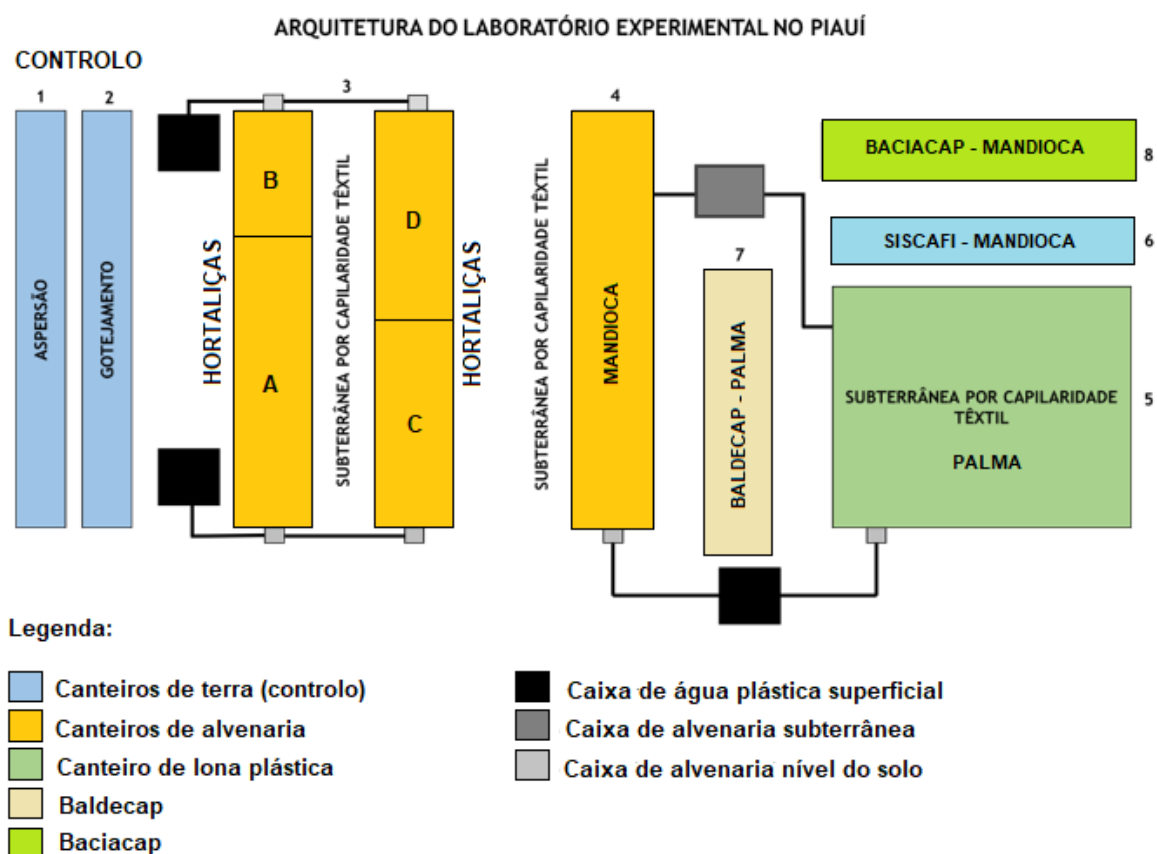 ARQUITETURA DO LABORATÓRIO EXPERIMENTAL NO PIAUÍ
CONTROLO
1
2
3
4
ASPERSÃO
GOTEJAMENTO
HORTALIÇAS
B
A
SUBTERRÂNEA POR CAPILARIDADE TÊXTIL
D
C
HORTALIÇAS
SUBTERRÂNEA POR CAPILARIDADE TÊXTIL
MANDIOCA
7
BALDECAP - PALMA
BACIACAP - MANDIOCA
8
SISCAFI - MANDIOCA
6
SUBTERRÂNEA POR CAPILARIDADE
TÊXTIL
PALMA
5
Legenda:
Canteiros de terra (controlo)
Canteiros de alvenaria
Canteiro de lona plástica
Baldecap
Baciacap
Caixa de água plástica superficial
Caixa de alvenaria subterrânea
Caixa de alvenaria nível do solo